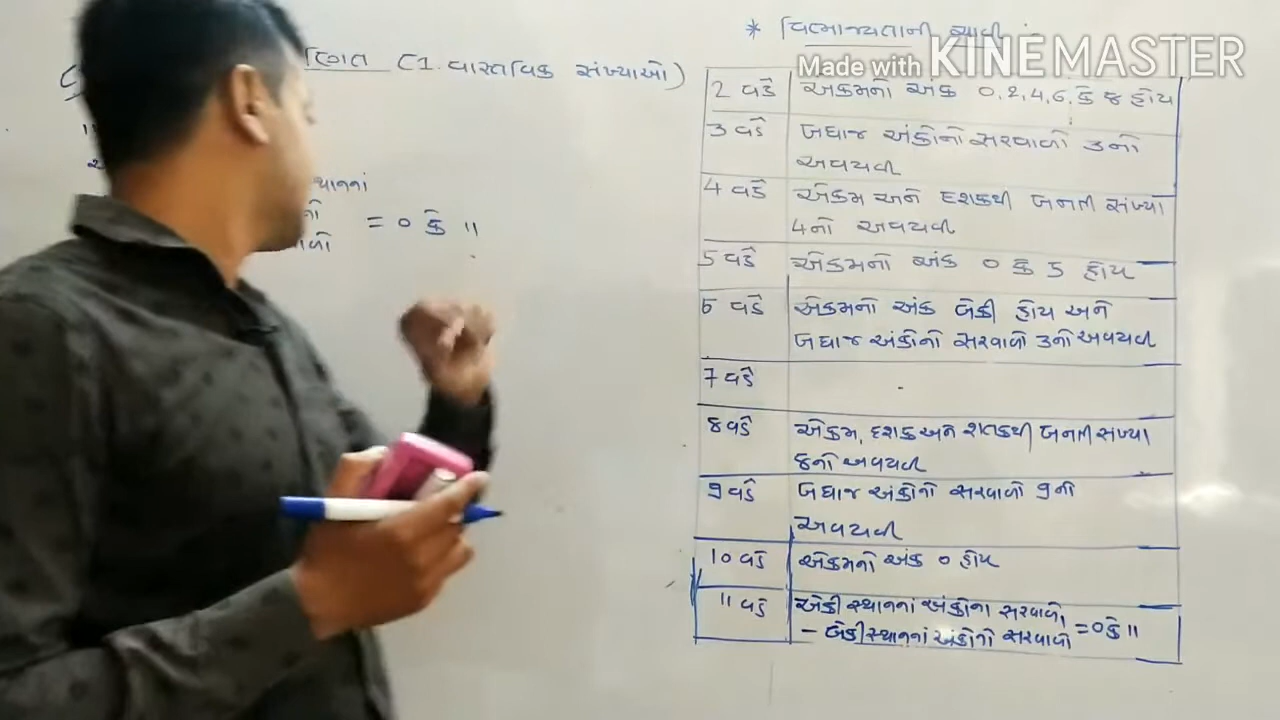 ણિત (1. વાસ્તવિક સંખ્યાઓ)
સ્થાનનાં
= 0 કે 11
* વિભાજ્યતાની ચાવી :
Made with KINEMASTER
2 વડે એકમનો અંક 0, 2, 4, 6, કે 8 હોય
3 વડે બધાજ અંકોનો સરવાળો 3નો
અવયવી
4 વડે એકમ અને દશકથી બનતી સંખ્યા
4નો અવયવી
5 વડે એકમનો અંક 0 કે 5 હોય
6 વડે એકમનો અંક બેકી હોય અને
બધાજ અંકોનો સરવાળો 3નો અવયવી
7 વડે
8 વડે એકમ, દશક અને શતકથી બનતી સંખ્યા
8નો અવયવી
9 વડે બધાજ અંકોનો સરવાળો 9નો
અવયવી
10 વડે એકમનો અંક 0 હોય
11 વડે એકી સ્થાનનાં અંકોના સરવાળો
- બેકી સ્થાનનાં અંકોનો સરવાળો = 0 કે 11